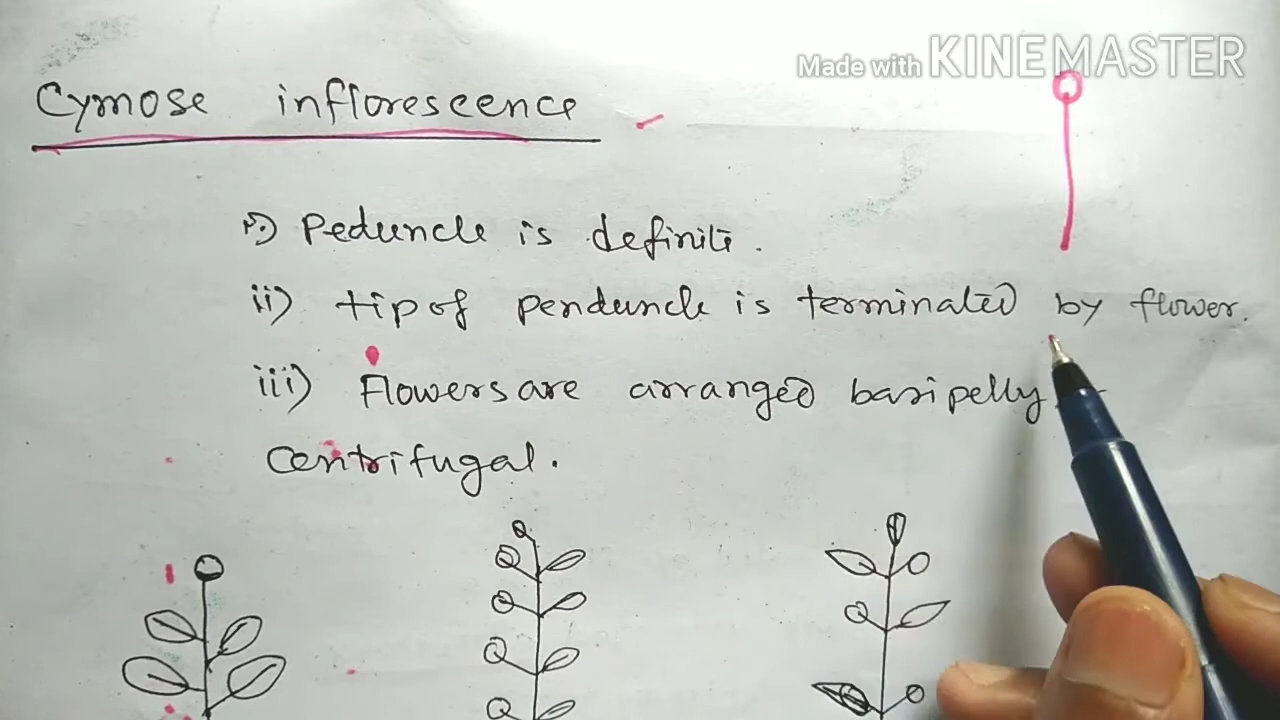 Made with KINEMASTER
Cymose inflorescence
i) Peduncle is definite.
ii) tip of penduncle is terminated by flower.
iii) Flowers are arranged basipelly
Centrifugal.